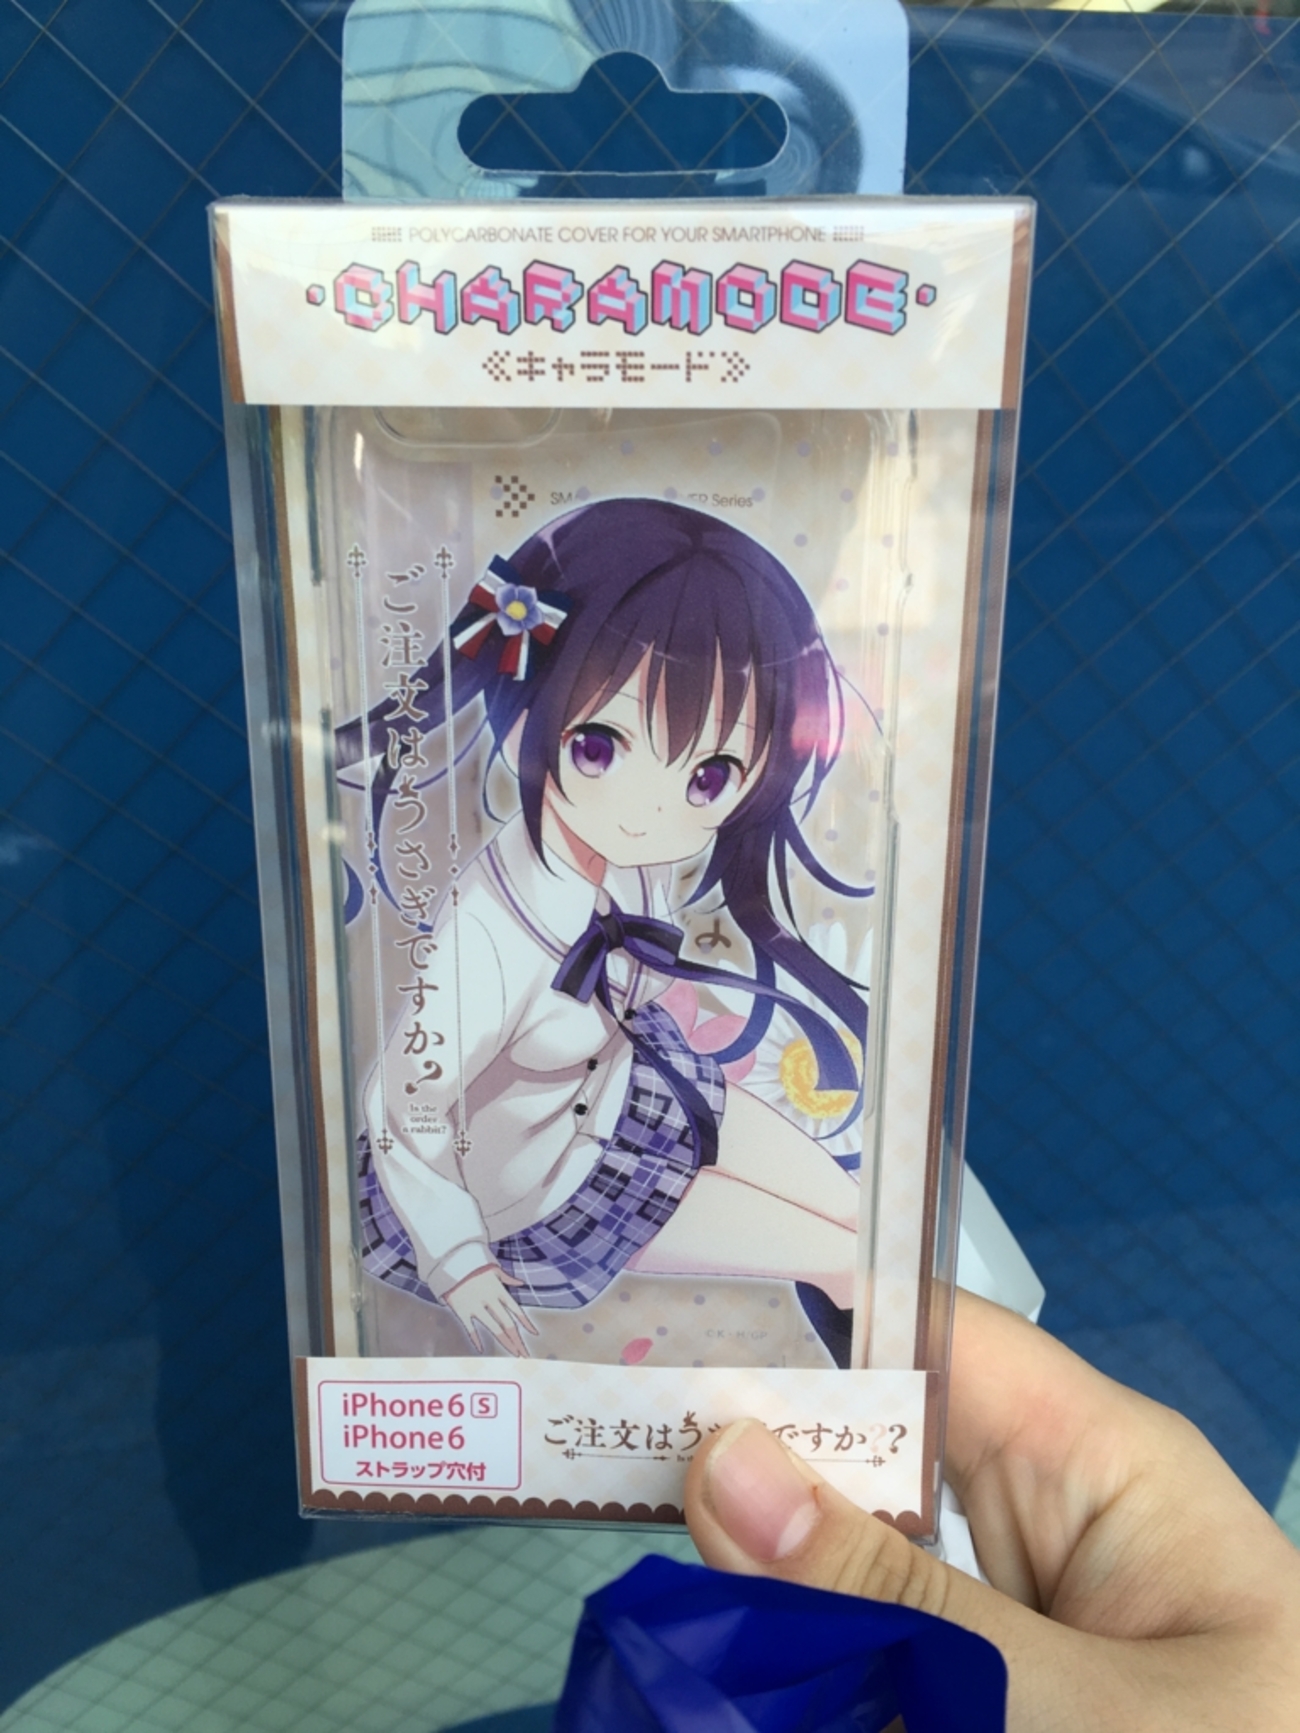 POLYCARBONATE COVER FOR YOUR SMARTPHONE
CHARAMODE
≪キャラモード≫
Series
ご注文はうさぎですか?
Is the
order
a rabbit?
©K・H/GP
iPhone6 S
iPhone6
ストラップ穴付
ご注文はう ですか??